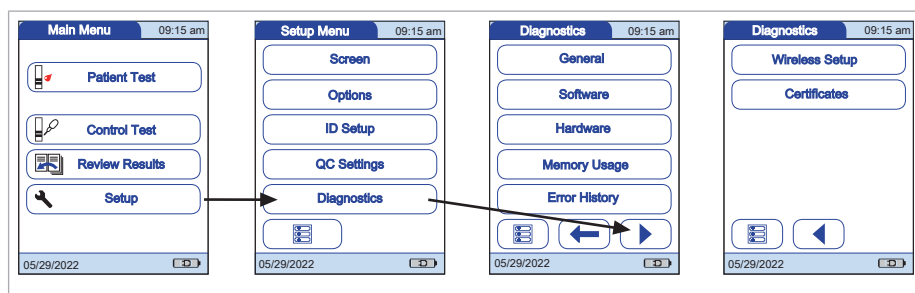 Main Menu 09:15 am
Patient Test
Control Test
Review Results
Setup
05/29/2022
Setup Menu 09:15 am
Screen
Options
ID Setup
QC Settings
Diagnostics
05/29/2022
Diagnostics 09:15 am
General
Software
Hardware
Memory Usage
Error History
05/29/2022
Diagnostics 09:15 am
Wireless Setup
Certificates
05/29/2022